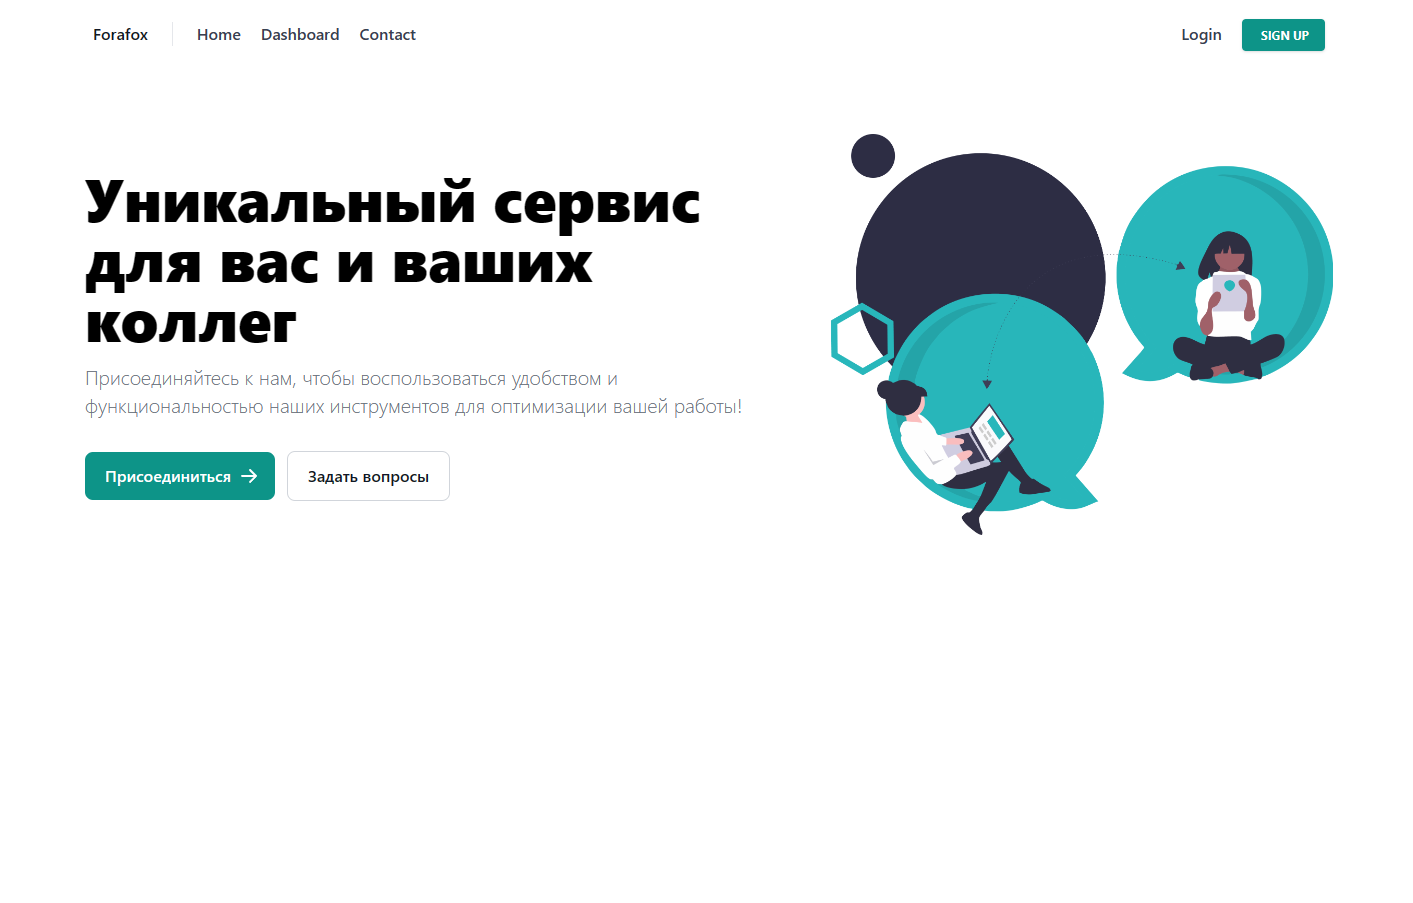 Forafox Home Dashboard Contact Login SIGN UP
Уникальный сервис
для вас и ваших
коллег
Присоединяйтесь к нам, чтобы воспользоваться удобством и
функциональностью наших инструментов для оптимизации вашей работы!
Присоединиться Задать вопросы